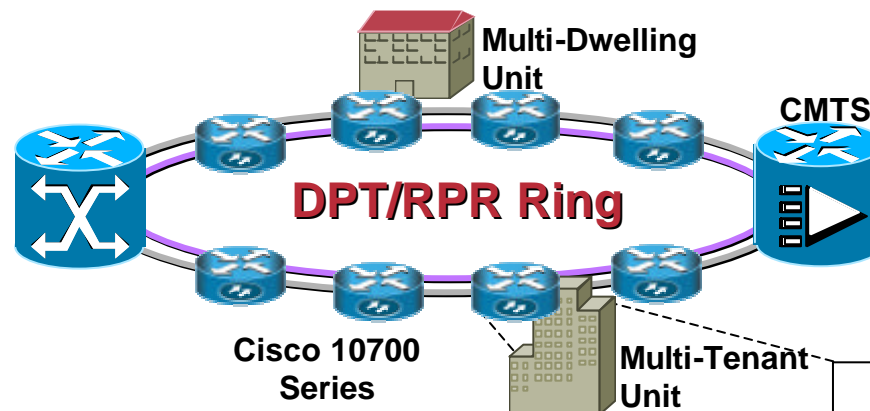 Multi-Dwelling
Unit
CMTS
DPT/RPR Ring
Cisco 10700
Series
Multi-Tenant
Unit